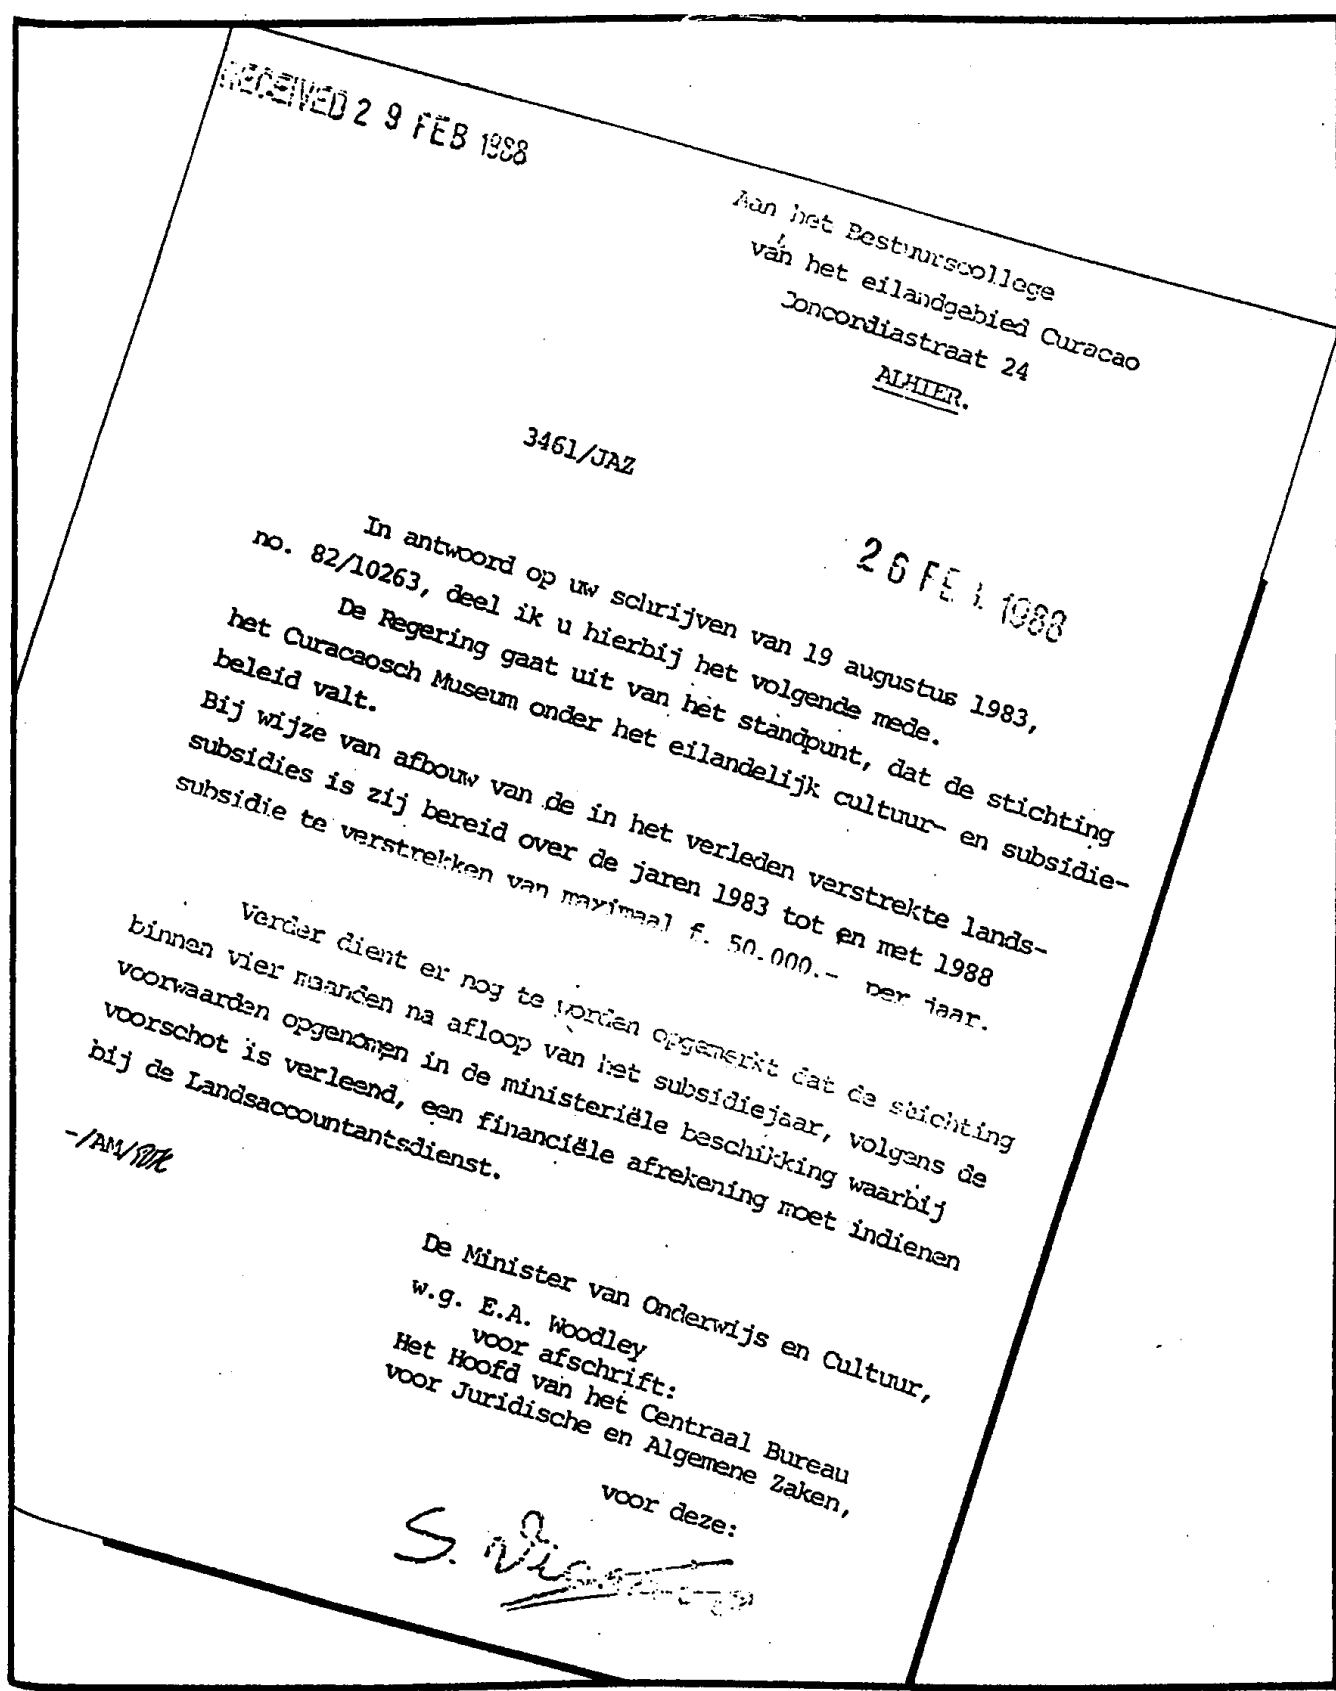 RECEIVED 29 FEB 1988
Aan het Bestuurscollege
van het eilandgebied Curacao
Concordiastraat 24
ALHIER.
3461/JAZ
26 FEB 1988
In antwoord op uw schrijven van 19 augustus 1983,
no. 82/10263, deel ik u hierbij het volgende mede.
De Regering gaat uit van het standpunt, dat de stichting
het Curacaosch Museum onder het eilandelijk cultuur- en subsidie-
beleid valt.
Bij wijze van afbouw van de in het verleden verstrekte lands-
subsidies is zij bereid over de jaren 1983 tot en met 1988
subsidie te verstrekken van maximaal f. 50.000.- per jaar.
Verder dient er nog te worden opgemerkt dat de stichting
binnen vier maanden na afloop van het subsidiejaar, volgens de
voorwaarden opgenomen in de ministeriële beschikking waarbij
voorschot is verleend, een financiële afrekening moet indienen
bij de Landsaccountantsdienst.
-/AM/
De Minister van Onderwijs en Cultuur,
w.g. E.A. Woodley
voor afschrift:
Het Hoofd van het Centraal Bureau
voor Juridische en Algemene Zaken,
voor deze:
S.